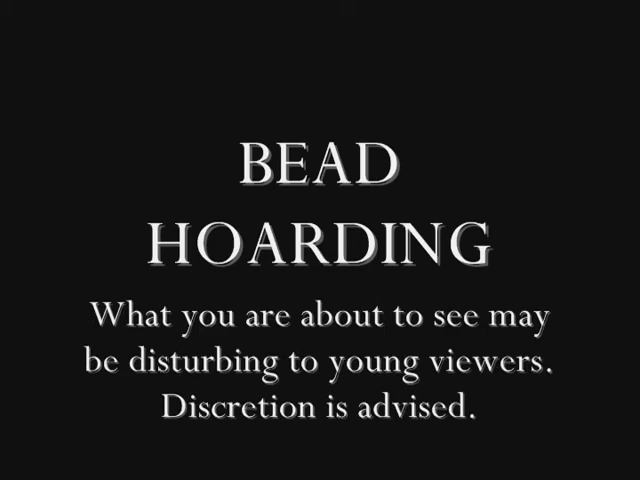 BEAD
HOARDING
What you are about to see may
be disturbing to young viewers.
Discretion is advised.